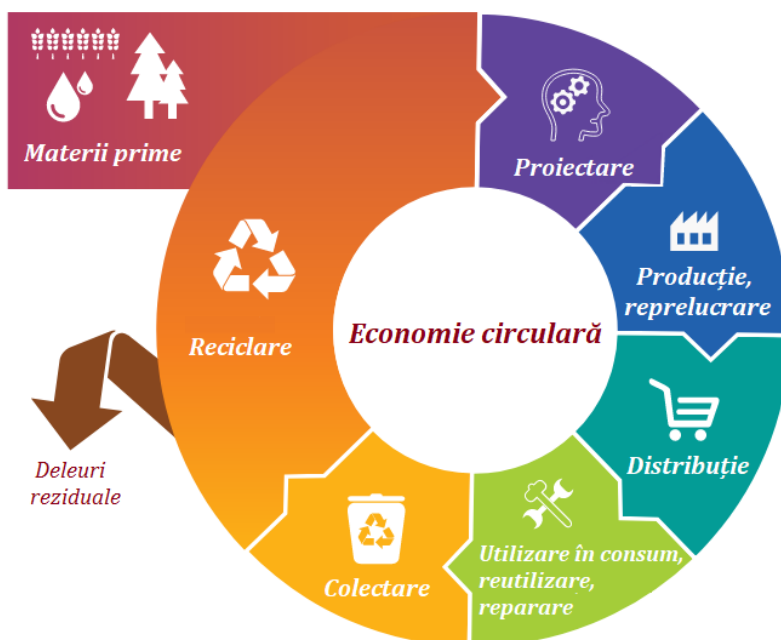 Materii prime
Proiectare
Producție,
reprelucrare
Distribuție
Utilizare în consum,
reutilizare,
reparare
Colectare
Reciclare
Deleuri
reziduale
Economie circulară